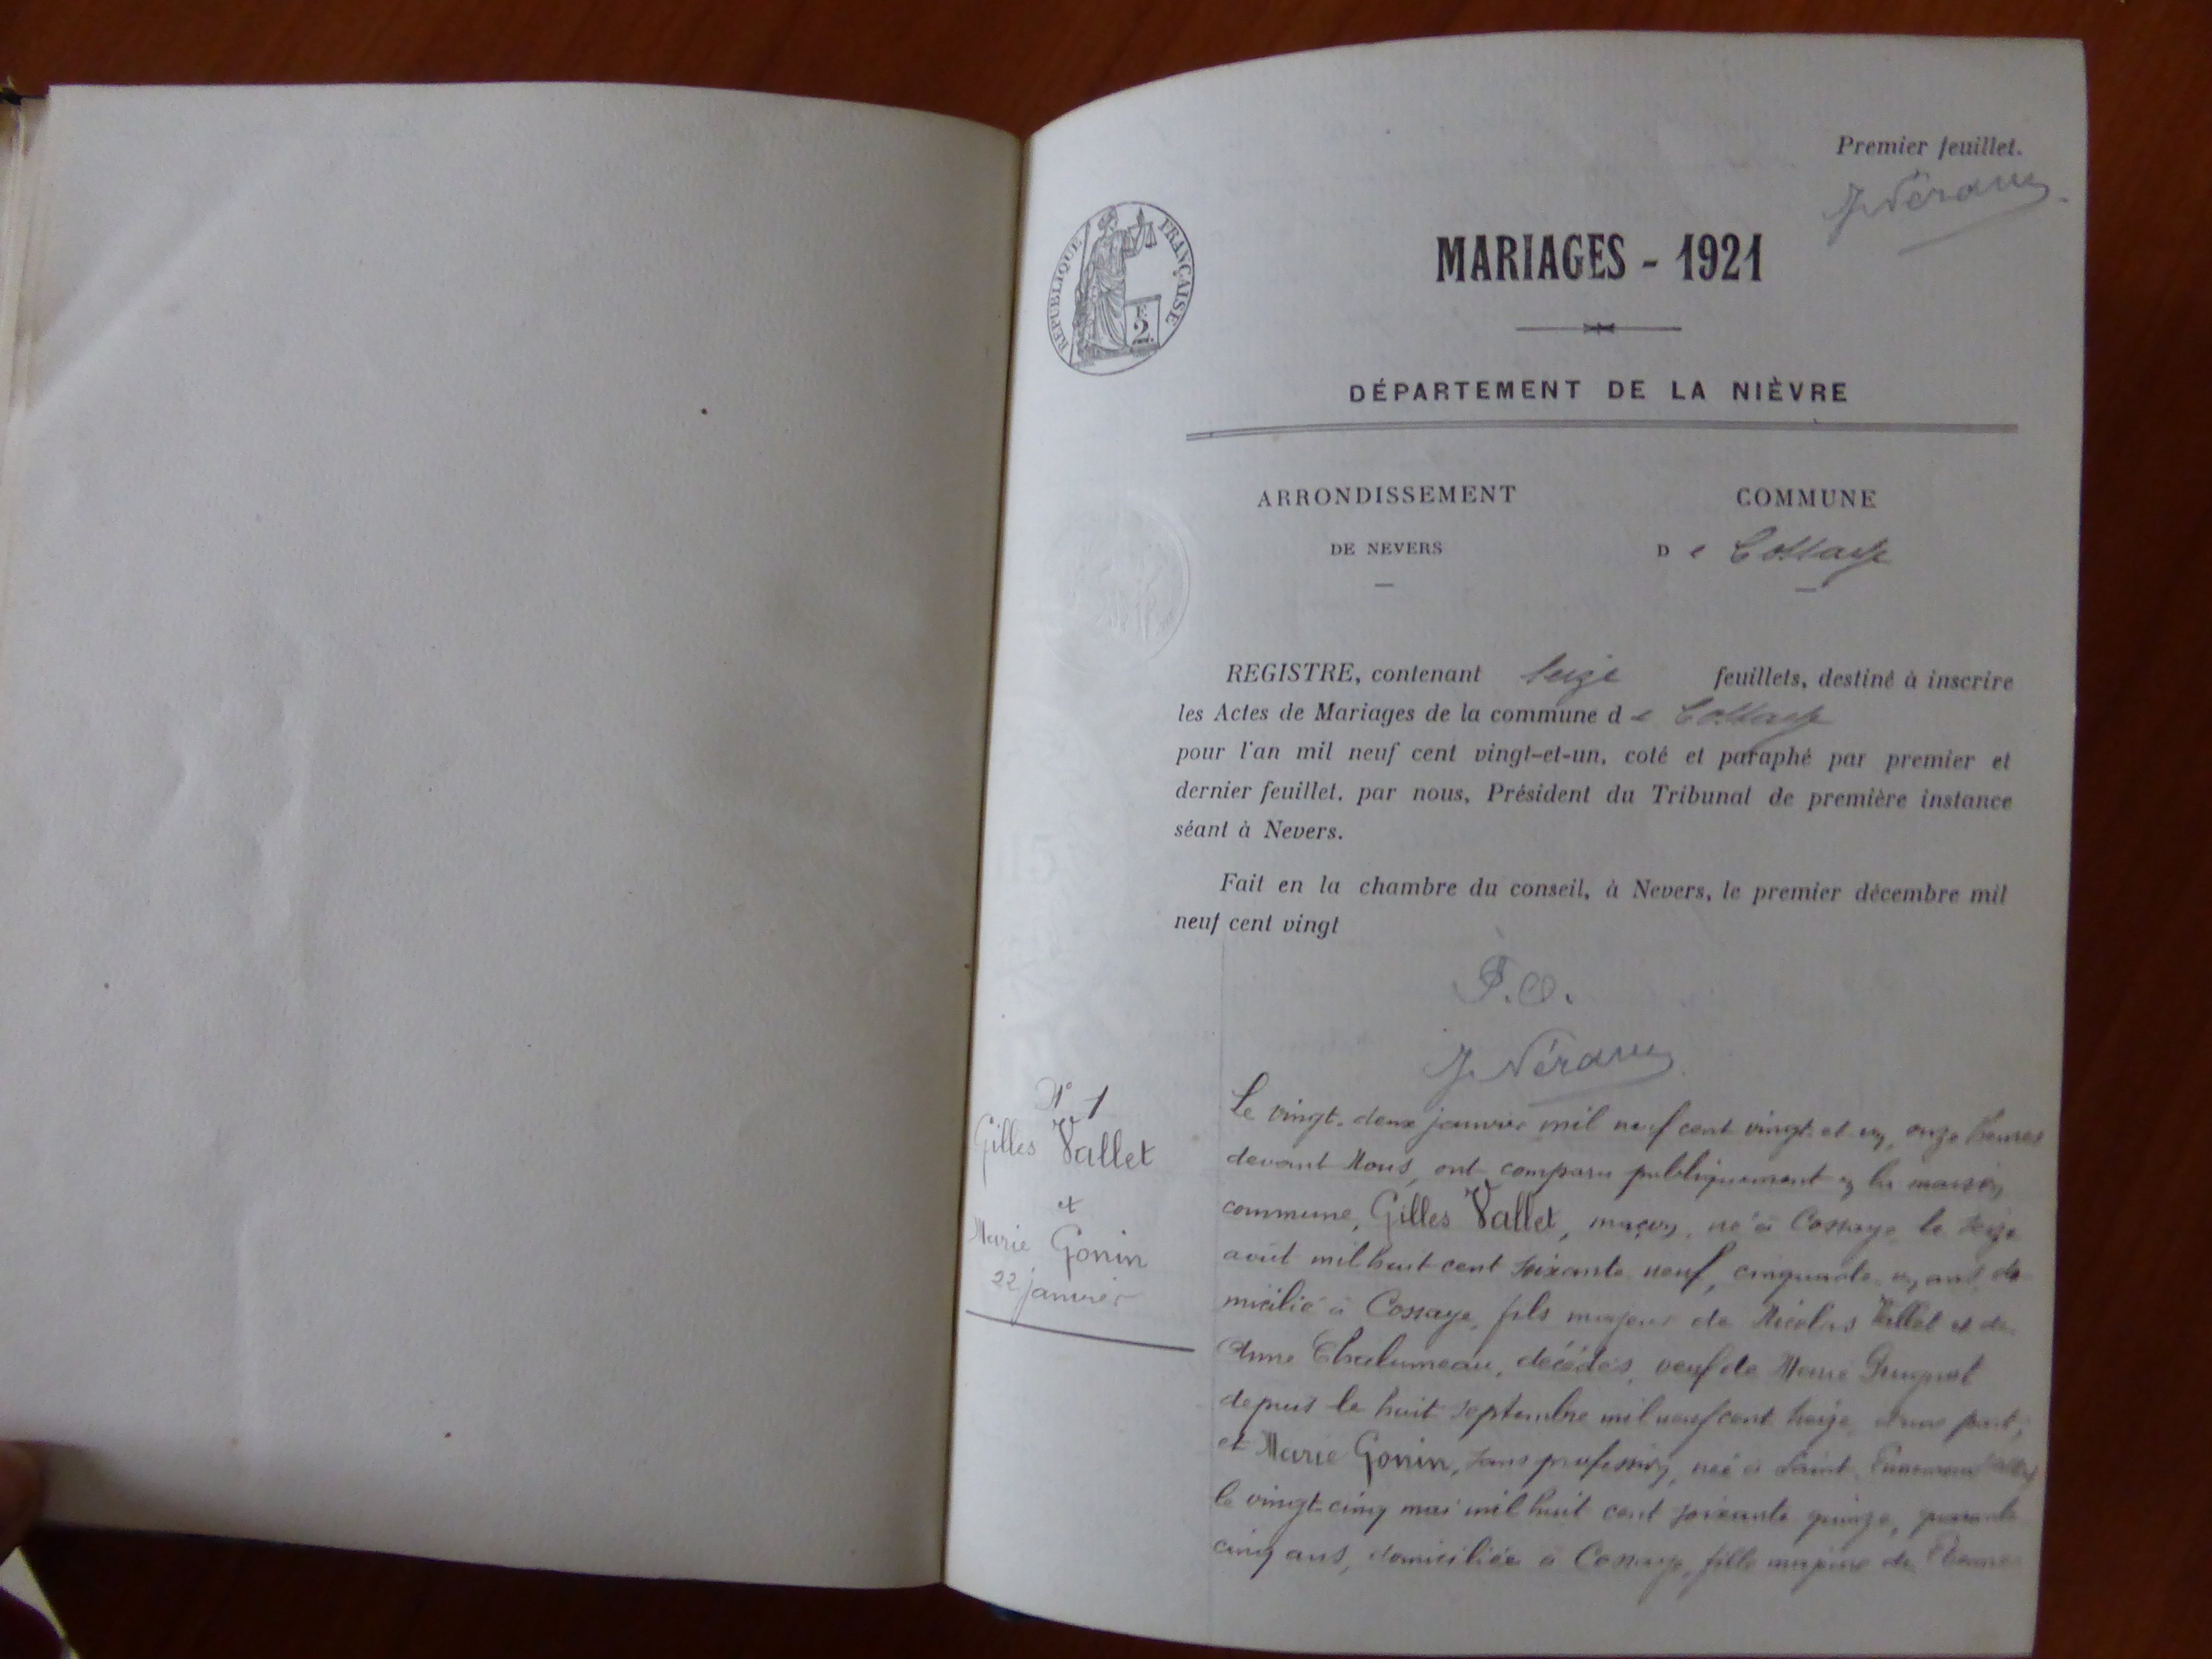 Premier feuillet.
RÉPUBLIQUE FRANÇAISE
E
2
MARIAGES - 1921
DÉPARTEMENT DE LA NIÈVRE
ARRONDISSEMENT
DE NEVERS
COMMUNE
De Cossaye
REGISTRE, contenant seize feuillets, destiné à inscrire
les Actes de Mariages de la commune de Cossaye
pour l'an mil neuf cent vingt-et-un, coté et paraphé par premier et
dernier feuillet, par nous, Président du Tribunal de première instance
séant à Nevers.
Fait en la chambre du conseil, à Nevers, le premier décembre mil
neuf cent vingt
N° 1
Gilles Vallet
et
Marie Gonin
22 janvier
Le vingt-deux janvier mil neuf cent vingt et un, onze heures
devant Nous, ont comparu publiquement en la maison
commune, Gilles Vallet, maçon, né à Cossaye le seize
août mil huit cent soixante neuf, cinquante un ans, do
micilié à Cossaye, fils majeur de Nicolas Vallet et de
Anne Chalumeau, décédés, veuf de Marie
depuis le huit septembre mil neuf cent d'une part,
et Marie Gonin, sans profession, née à Saint
le vingt-cinq mai mil huit cent soixante quinze, quarante
cinq ans, domiciliée à Cossaye, fille majeure de Etienne